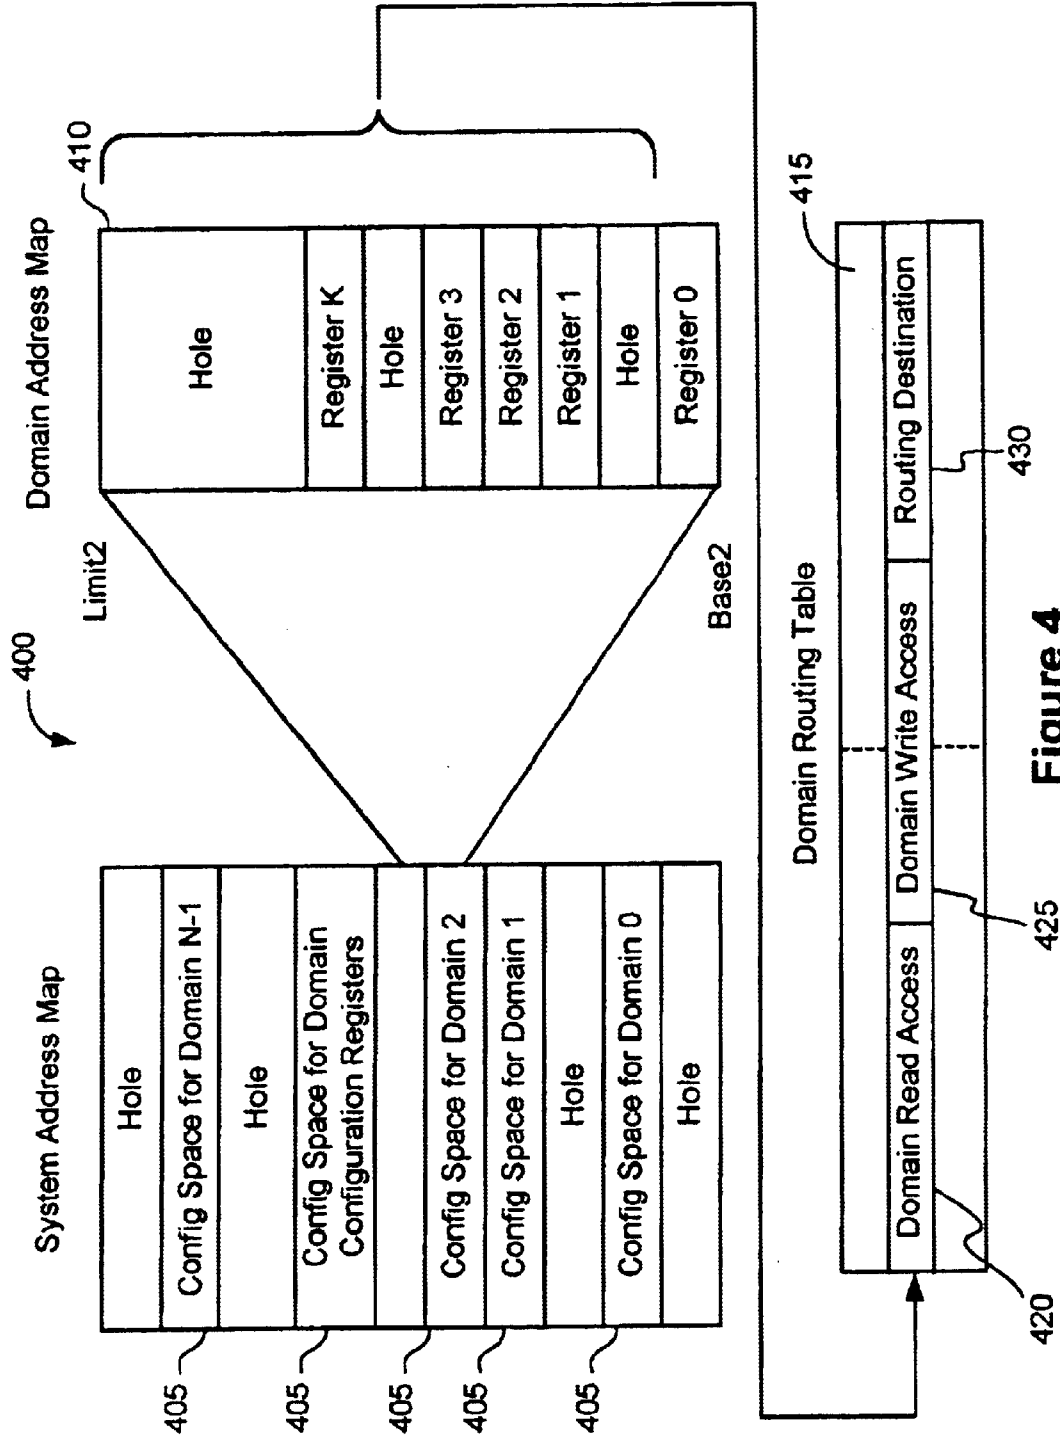 400
System Address Map
Hole
Config Space for Domain N-1
Hole
Config Space for Domain
Configuration Registers
Config Space for Domain 2
Config Space for Domain 1
Hole
Config Space for Domain 0
Hole
405
405
405
405
405
Limit2
Base2
Domain Address Map
410
Hole
Register K
Hole
Register 3
Register 2
Register 1
Hole
Register 0
Domain Routing Table
415
Domain Read Access
Domain Write Access
Routing Destination
420
425
430
Figure 4